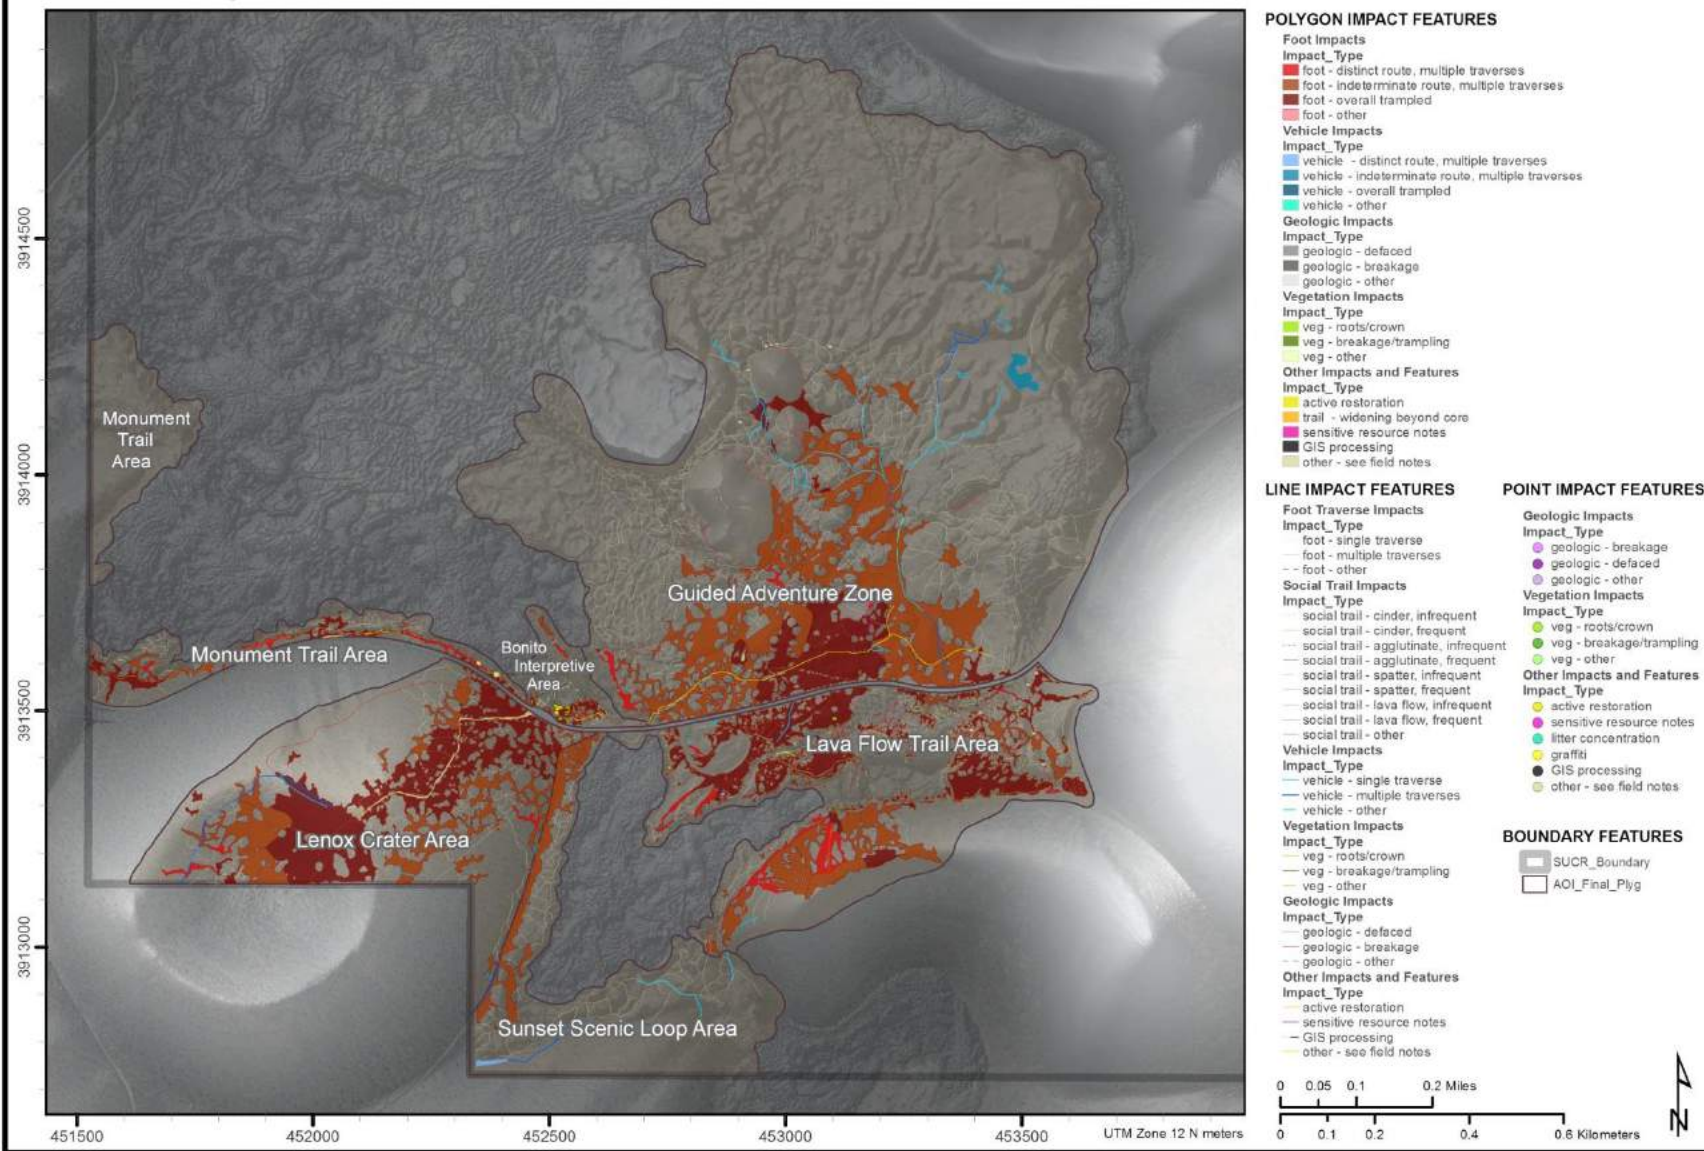 Monument
Trail
Area
Guided Adventure Zone
Monument Trail Area
Bonito
Interpretive
Area
Lava Flow Trail Area
Lenox Crater Area
Sunset Scenic Loop Area
3914500
3914000
3913500
3913000
451500
452000
452500
453000
453500
UTM Zone 12 N meters
POLYGON IMPACT FEATURES
Foot Impacts
Impact_Type
foot - distinct route, multiple traverses
foot - indeterminate route, multiple traverses
foot - overall trampled
foot - other
Vehicle Impacts
Impact_Type
vehicle - distinct route, multiple traverses
vehicle - indeterminate route, multiple traverses
vehicle - overall trampled
vehicle - other
Geologic Impacts
Impact_Type
geologic - defaced
geologic - breakage
geologic - other
Vegetation Impacts
Impact_Type
veg - roots/crown
veg - breakage/trampling
veg - other
Other Impacts and Features
Impact_Type
active restoration
trail - widening beyond core
sensitive resource notes
GIS processing
other - see field notes
LINE IMPACT FEATURES
Foot Traverse Impacts
Impact_Type
foot - single traverse
foot - multiple traverses
foot - other
Social Trail Impacts
Impact_Type
social trail - cinder, infrequent
social trail - cinder, frequent
social trail - agglutinate, infrequent
social trail - agglutinate, frequent
social trail - spatter, infrequent
social trail - spatter, frequent
social trail - lava flow, infrequent
social trail - lava flow, frequent
social trail - other
Vehicle Impacts
Impact_Type
vehicle - single traverse
vehicle - multiple traverses
vehicle - other
Vegetation Impacts
Impact_Type
veg - roots/crown
veg - breakage/trampling
veg - other
Geologic Impacts
Impact_Type
geologic - defaced
geologic - breakage
geologic - other
Other Impacts and Features
Impact_Type
active restoration
sensitive resource notes
GIS processing
other - see field notes
POINT IMPACT FEATURES
Geologic Impacts
Impact_Type
geologic - breakage
geologic - defaced
geologic - other
Vegetation Impacts
Impact_Type
veg - roots/crown
veg - breakage/trampling
veg - other
Other Impacts and Features
Impact_Type
active restoration
sensitive resource notes
litter concentration
graffiti
GIS processing
other - see field notes
BOUNDARY FEATURES
SUCR_Boundary
AOI_Final_Plyg
0 0.05 0.1 0.2 Miles
0 0.1 0.2 0.4 0.6 Kilometers
N